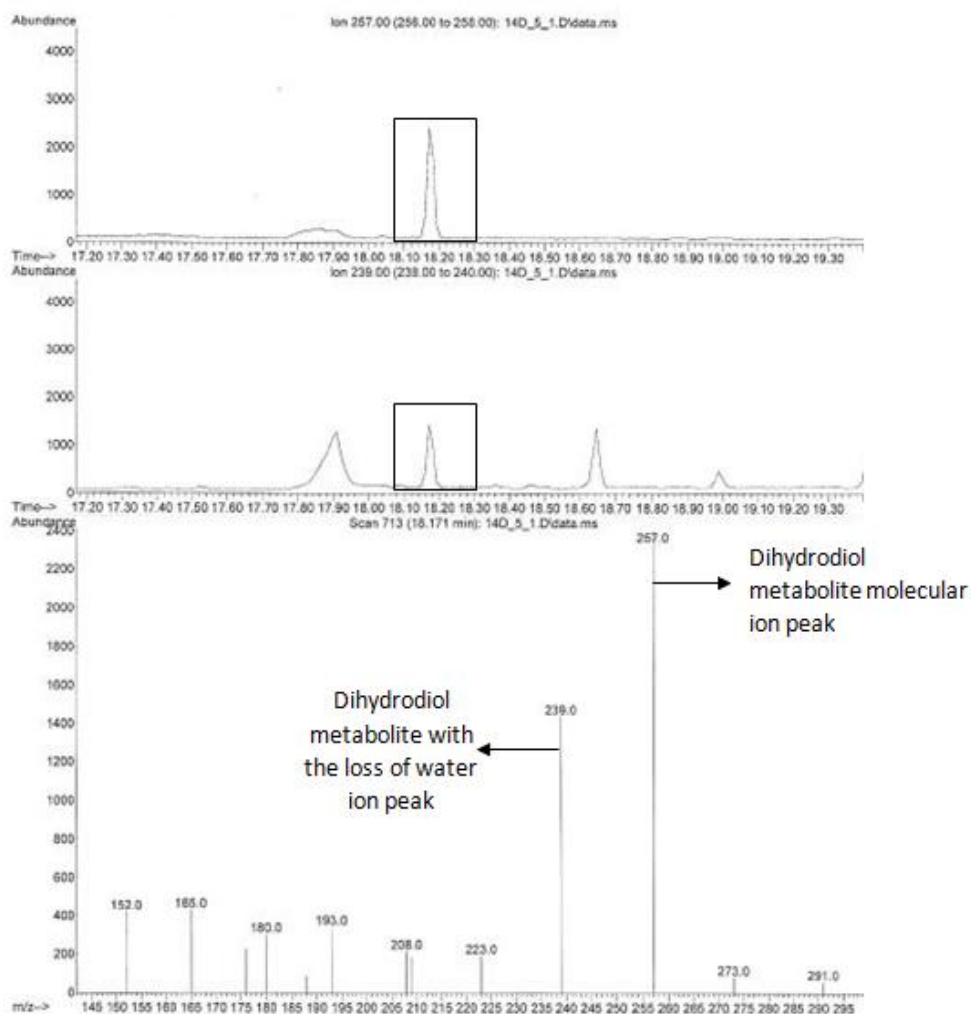 Abundance
Ion 257.00 (256.00 to 258.00): 14D_5_1.D\data.ms
4000
3000
2000
1000
0
Time--> 17.20 17.30 17.40 17.50 17.60 17.70 17.80 17.90 18.00 18.10 18.20 18.30 18.40 18.50 18.60 18.70 18.80 18.90 19.00 19.10 19.20 19.30
Abundance
Ion 239.00 (238.00 to 240.00): 14D_5_1.D\data.ms
4000
3000
2000
1000
0
Time--> 17.20 17.30 17.40 17.50 17.60 17.70 17.80 17.90 18.00 18.10 18.20 18.30 18.40 18.50 18.60 18.70 18.80 18.90 19.00 19.10 19.20 19.30
Abundance
Scan 713 (18.171 min): 14D_5_1.D\data.ms
2400
257.0
2200
Dihydrodiol
metabolite molecular
ion peak
2000
1800
1600
Dihydrodiol
metabolite with
the loss of water
ion peak
1400
239.0
1200
1000
800
600
400
152.0 165.0 180.0 193.0 208.0 223.0
200
273.0 291.0
0
m/z--> 145 150 155 160 165 170 175 180 185 190 195 200 205 210 215 220 225 230 235 240 245 250 255 260 265 270 275 280 285 290 295